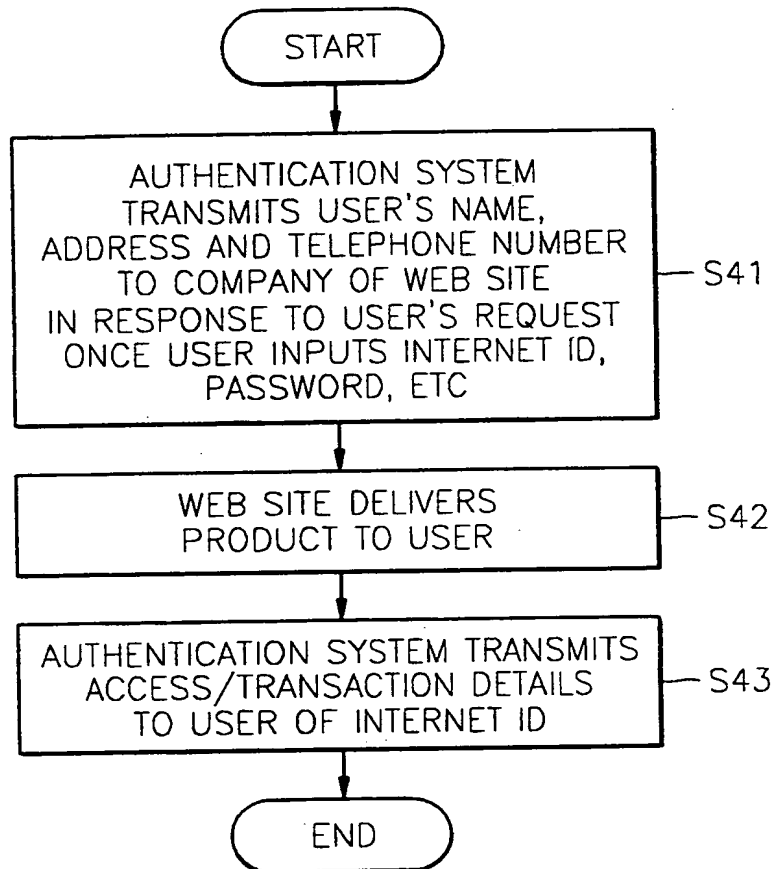 START
AUTHENTICATION SYSTEM
TRANSMITS USER'S NAME,
ADDRESS AND TELEPHONE NUMBER
TO COMPANY OF WEB SITE
IN RESPONSE TO USER'S REQUEST
ONCE USER INPUTS INTERNET ID,
PASSWORD, ETC
S41
WEB SITE DELIVERS
PRODUCT TO USER
S42
AUTHENTICATION SYSTEM TRANSMITS
ACCESS/TRANSACTION DETAILS
TO USER OF INTERNET ID
S43
END